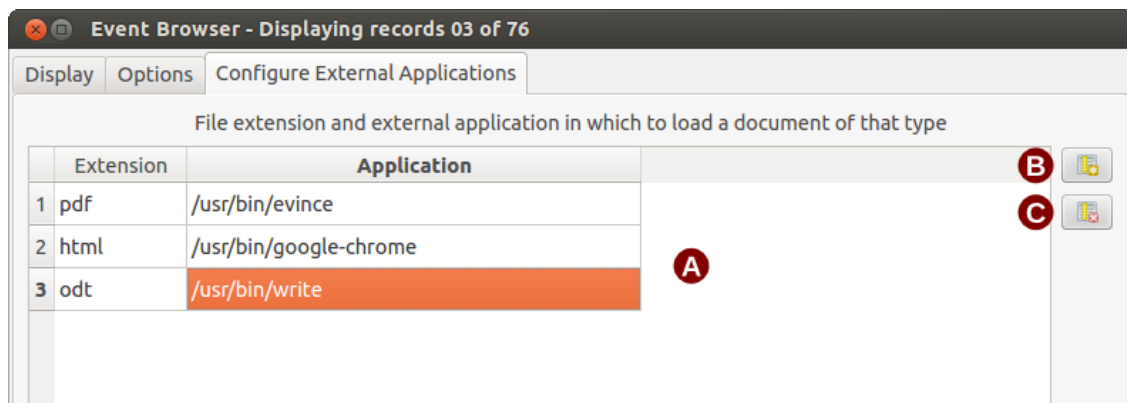 Event Browser - Displaying records 03 of 76
Display Options Configure External Applications
File extension and external application in which to load a document of that type
Extension Application B
1 pdf /usr/bin/evince C
2 html /usr/bin/google-chrome A
3 odt /usr/bin/write